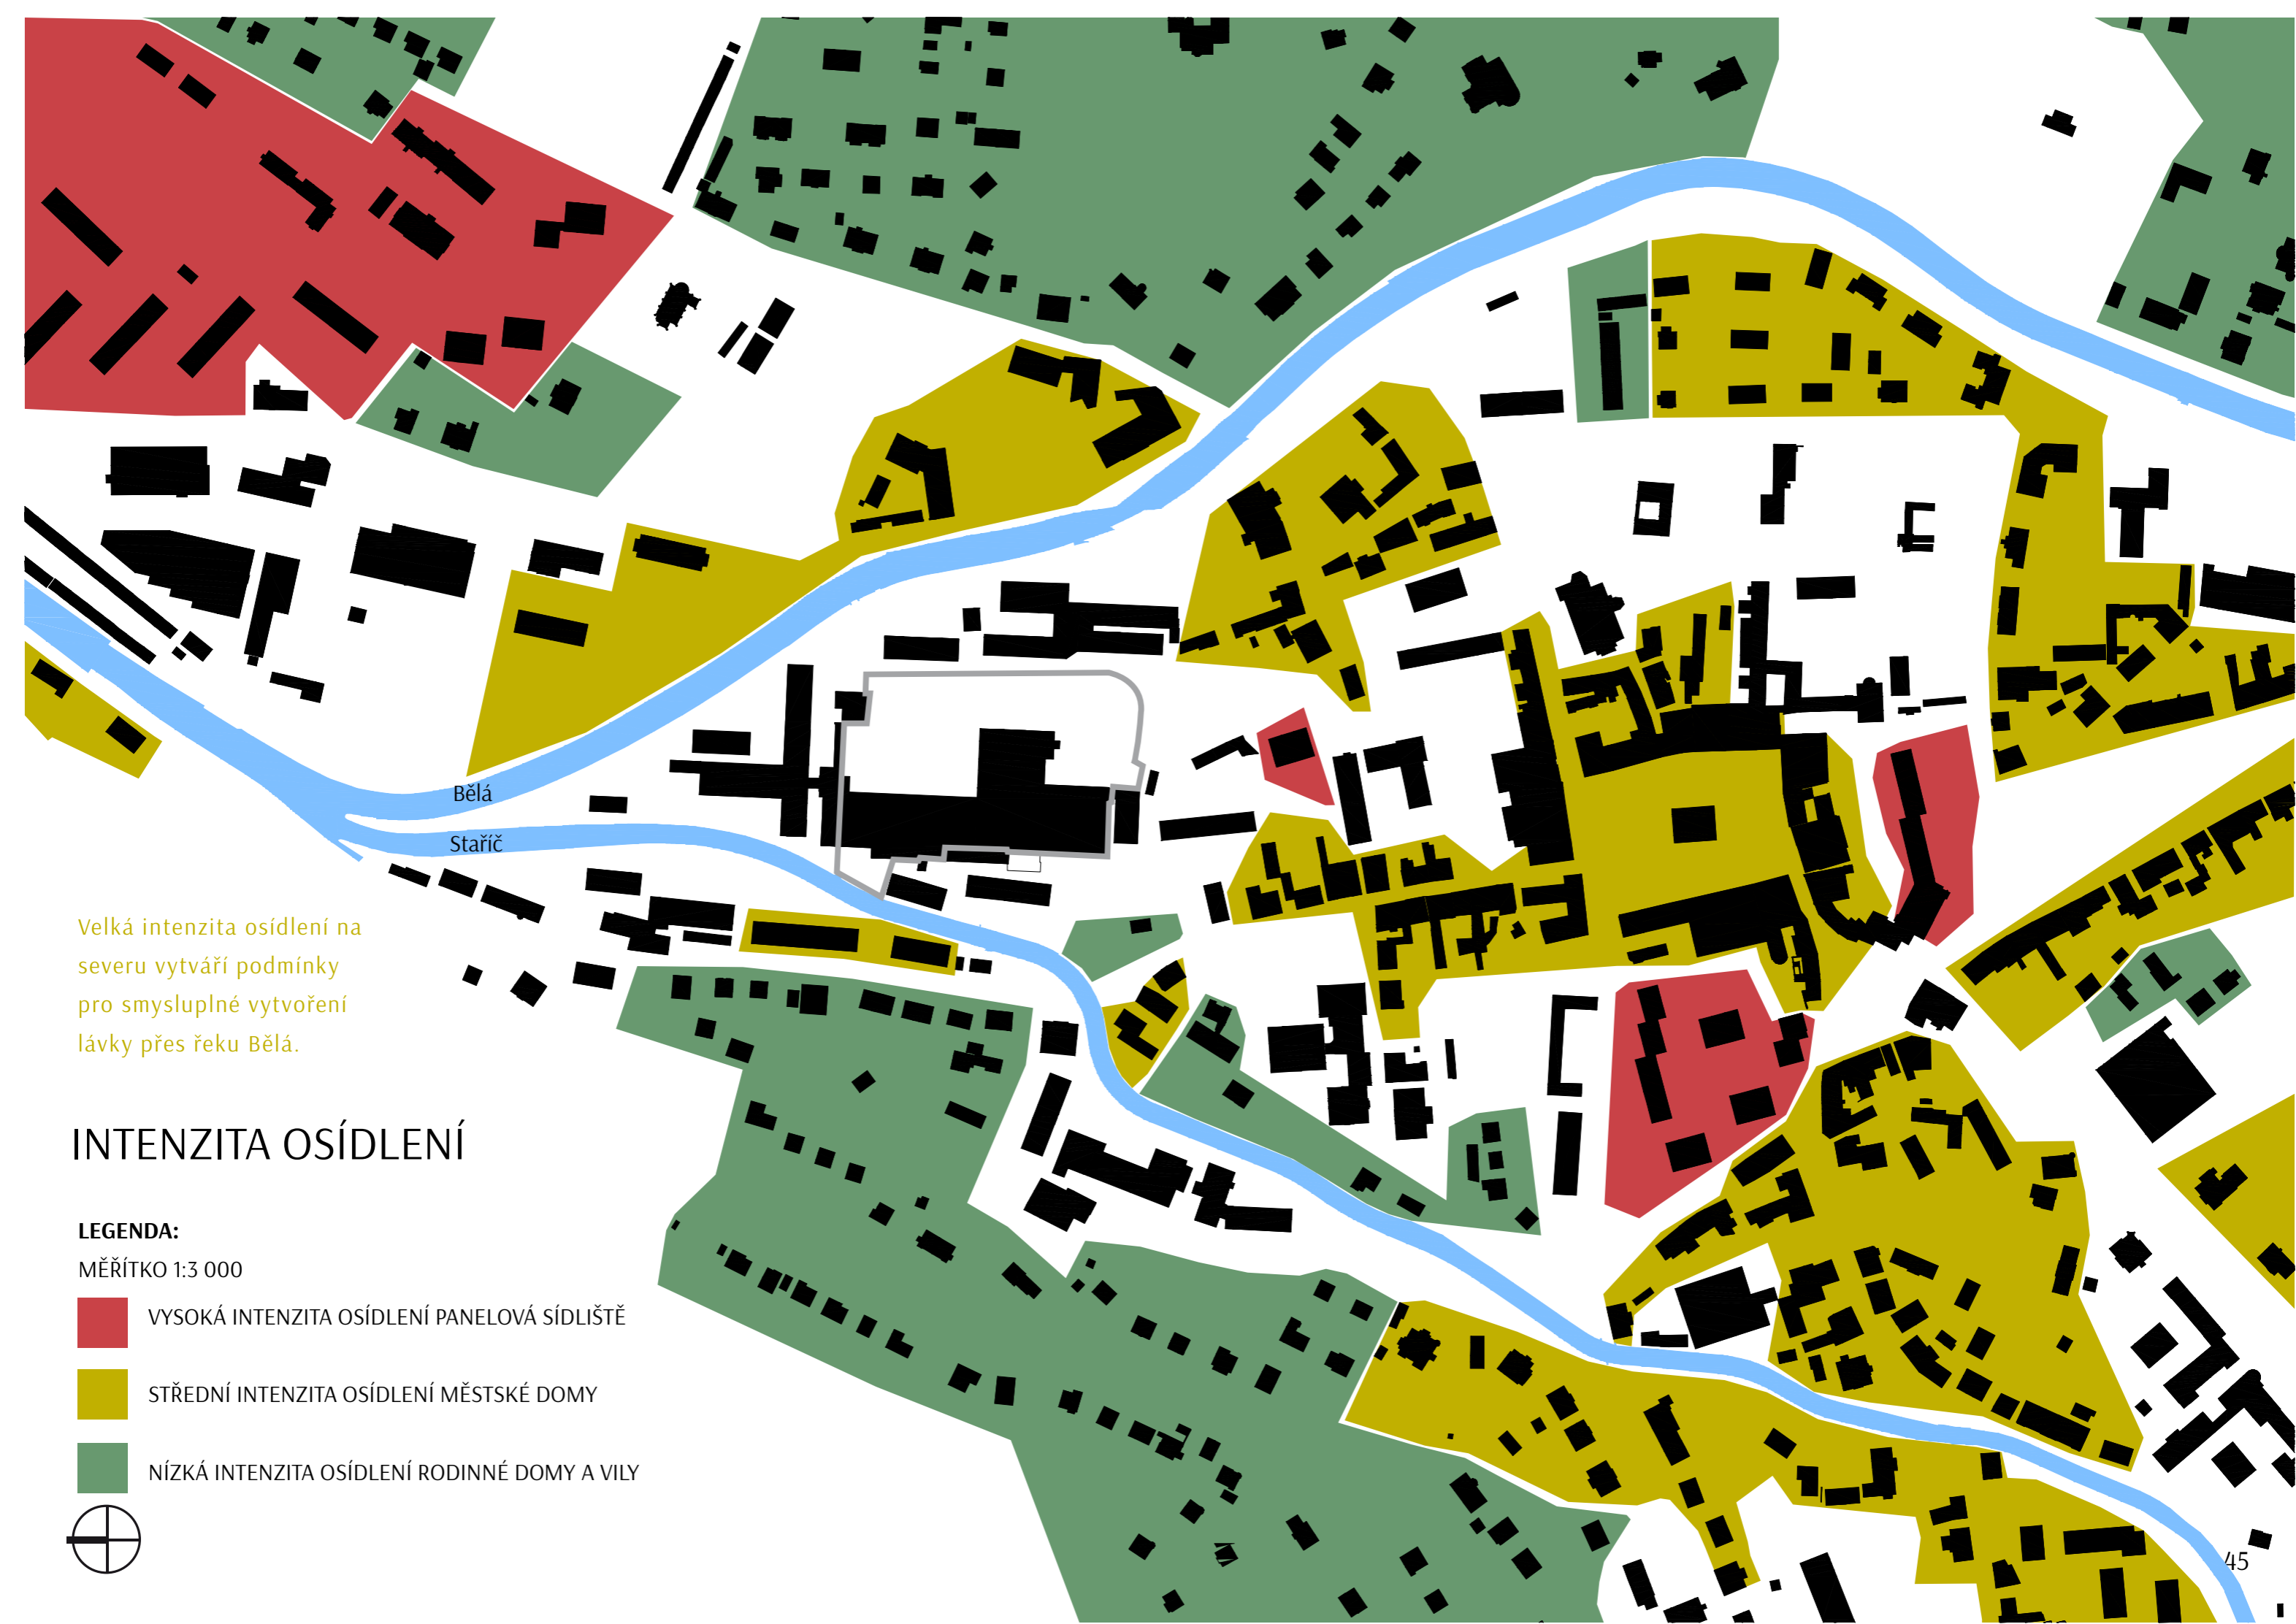 Bělá
Staříč
Velká intenzita osídlení na
severu vytváří podmínky
pro smysluplné vytvoření
lávky přes řeku Bělá.
INTENZITA OSÍDLENÍ
LEGENDA:
MĚŘÍTKO 1:3 000
VYSOKÁ INTENZITA OSÍDLENÍ PANELOVÁ SÍDLIŠTĚ
STŘEDNÍ INTENZITA OSÍDLENÍ MĚSTSKÉ DOMY
NÍZKÁ INTENZITA OSÍDLENÍ RODINNÉ DOMY A VILY
45